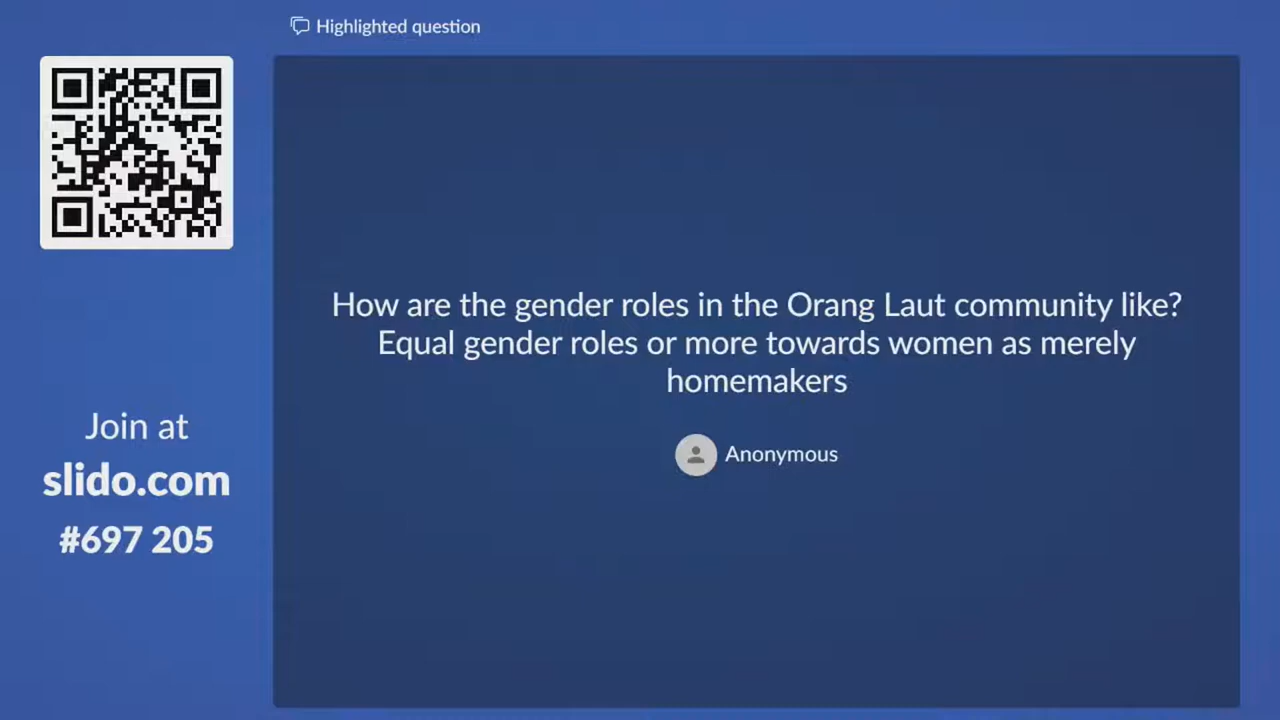 Highlighted question
How are the gender roles in the Orang Laut community like?
Equal gender roles or more towards women as merely
homemakers
Anonymous
Join at
slido.com
#697 205